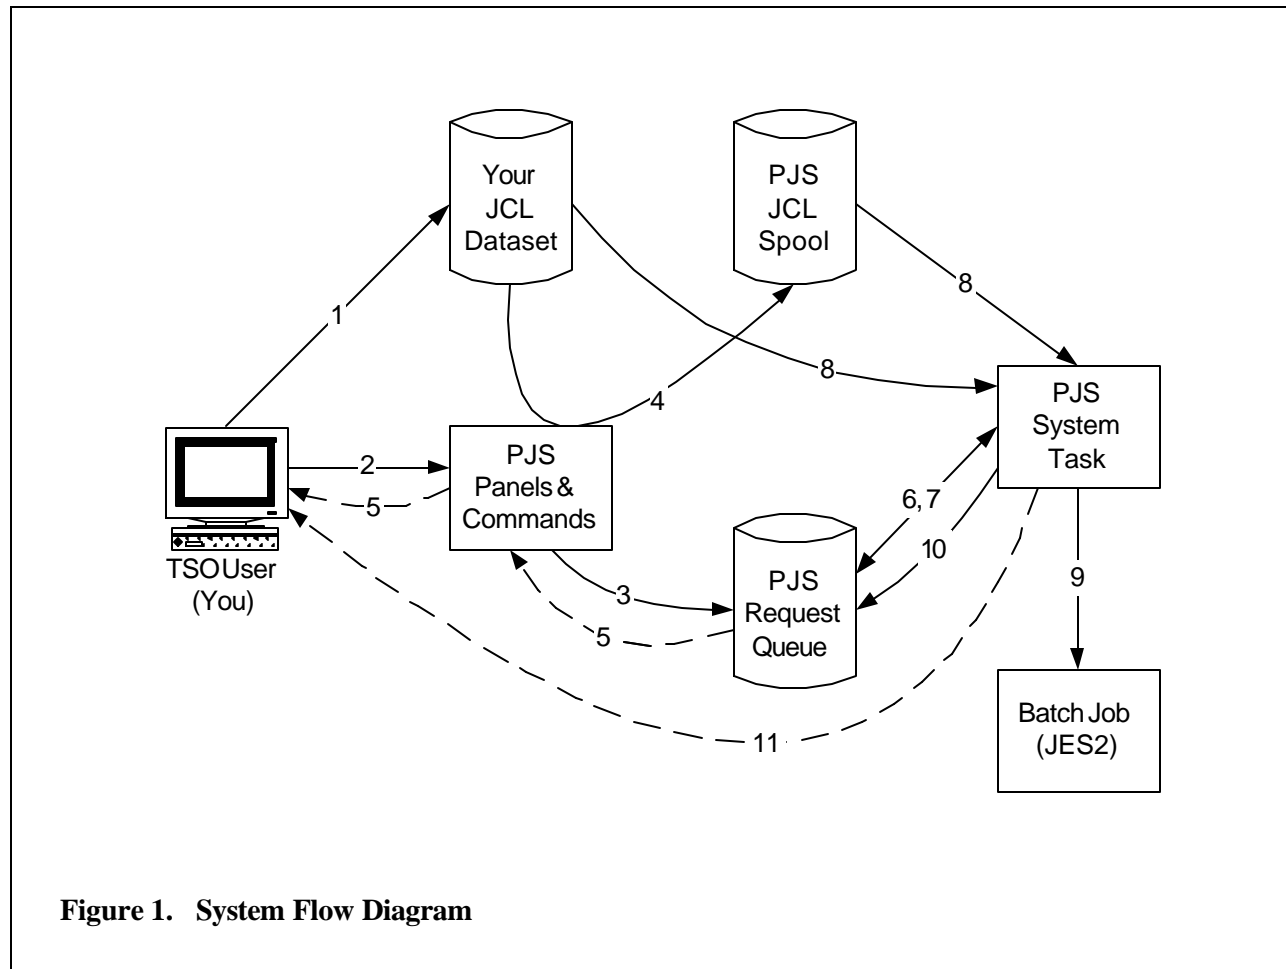 Your
JCL
Dataset
PJS
JCL
Spool
1
8
8
4
PJS
System
Task
2
5
PJS
Panels &
Commands
6,7
10
TSO User
(You)
3
5
PJS
Request
Queue
9
11
Batch Job
(JES2)
Figure 1. System Flow Diagram